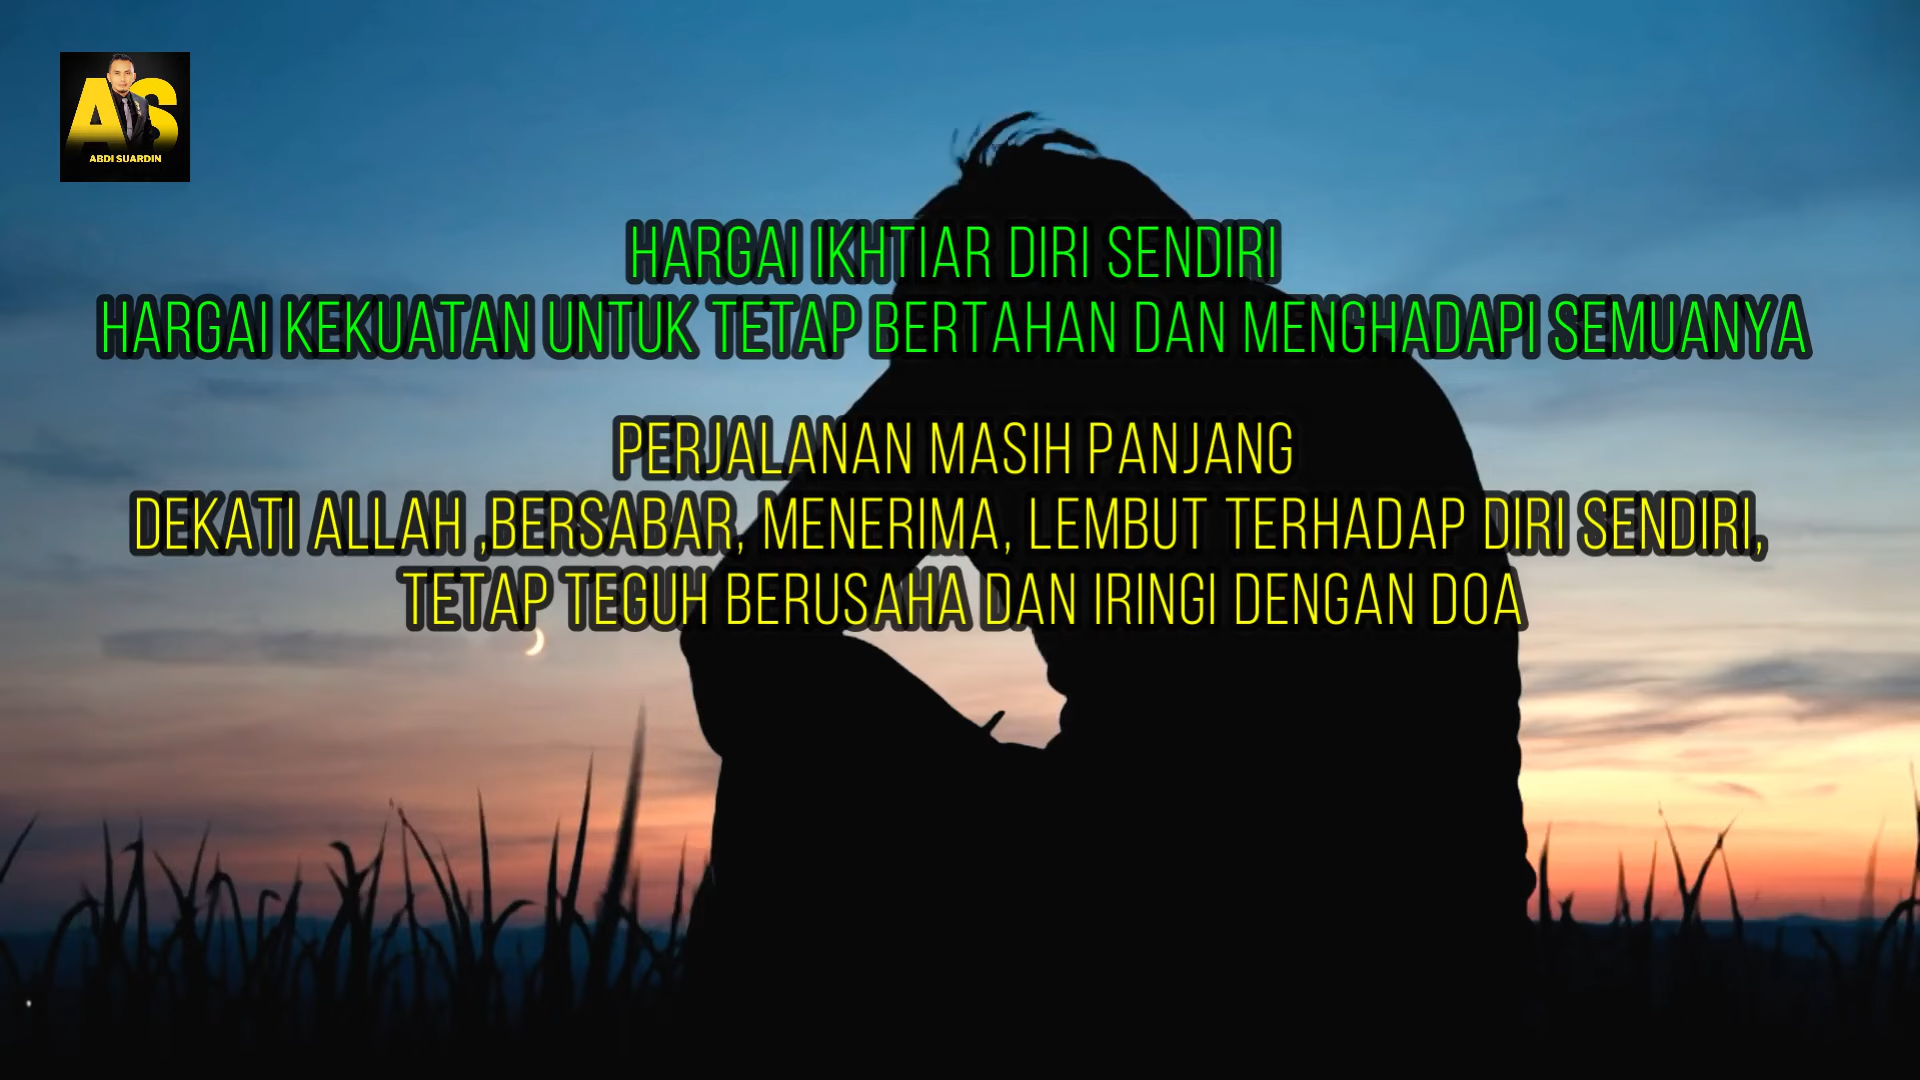 AS
ABDI SUARDIN
HARGAI IKHTIAR DIRI SENDIRI
HARGAI KEKUATAN UNTUK TETAP BERTAHAN DAN MENGHADAPI SEMUANYA
PERJALANAN MASIH PANJANG
DEKATI ALLAH ,BERSABAR, MENERIMA, LEMBUT TERHADAP DIRI SENDIRI,
TETAP TEGUH BERUSAHA DAN IRINGI DENGAN DOA